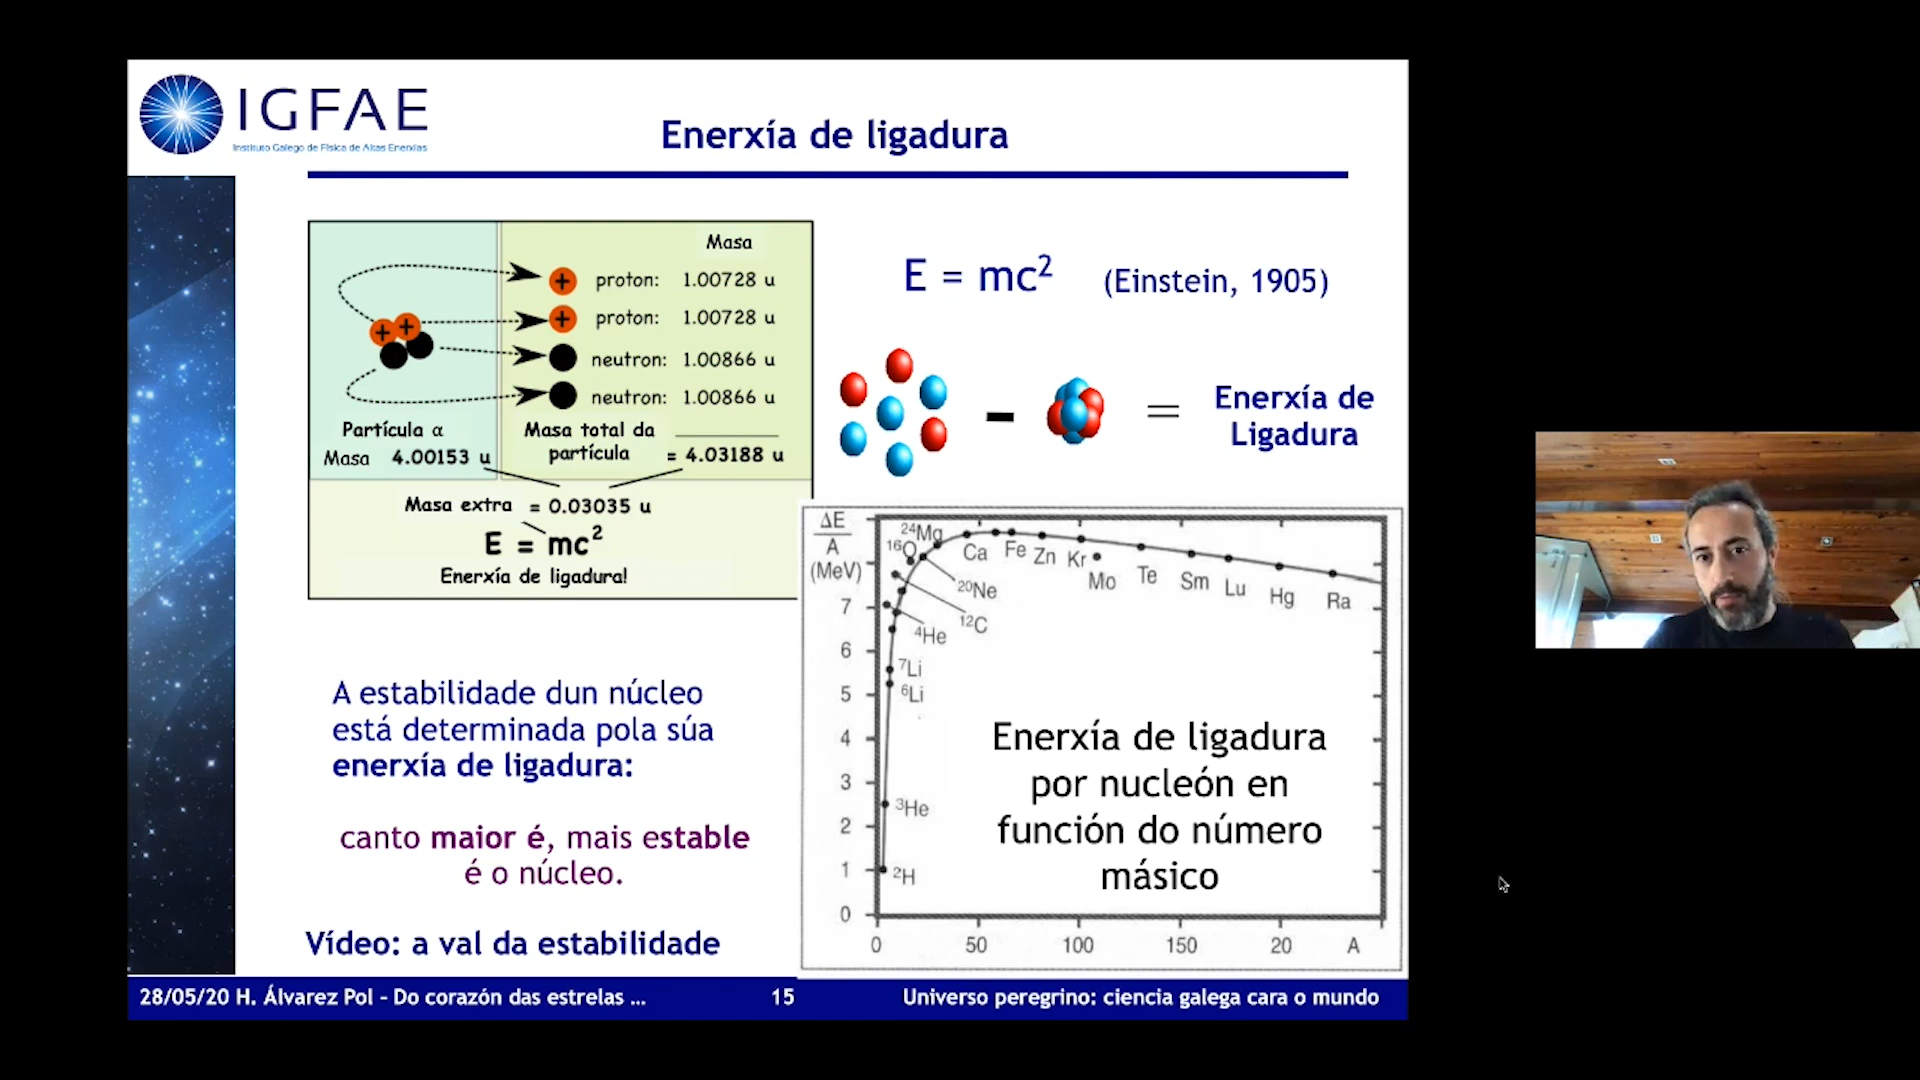 IGFAE
Instituto Galego de Física de Altas Enerxías
Enerxía de ligadura
Masa
+ proton: 1.00728 u
+ proton: 1.00728 u
+ +
neutron: 1.00866 u
neutron: 1.00866 u
Partícula α
Masa 4.00153 u
Masa total da
partícula = 4.03188 u
Masa extra = 0.03035 u
E = mc²
Enerxía de ligadura!
E = mc² (Einstein, 1905)
- =
Enerxía de
Ligadura
ΔE
A
(MeV)
7
6
5
4
3
2
1
0
0 50 100 150 20 A
²⁴Mg
¹⁶O
Ca Fe Zn Kr Mo Te Sm Lu Hg Ra
²⁰Ne
¹²C
⁴He
⁷Li
⁶Li
³He
²H
Enerxía de ligadura
por nucleón en
función do número
másico
A estabilidade dun núcleo
está determinada pola súa
enerxía de ligadura:
canto maior é, mais estable
é o núcleo.
Vídeo: a val da estabilidade
28/05/20 H. Álvarez Pol - Do corazón das estrelas ... 15 Universo peregrino: ciencia galega cara o mundo